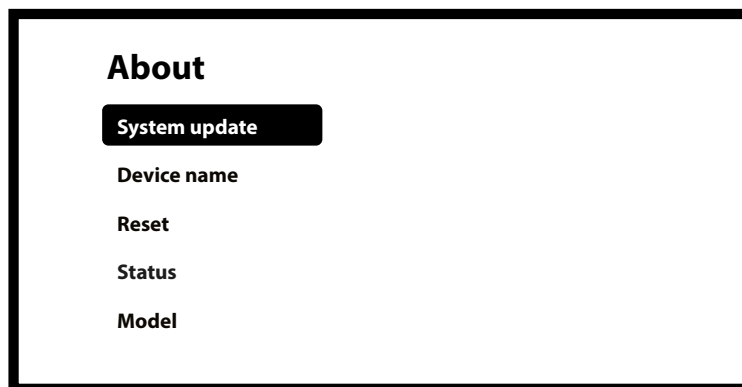 About
System update
Device name
Reset
Status
Model